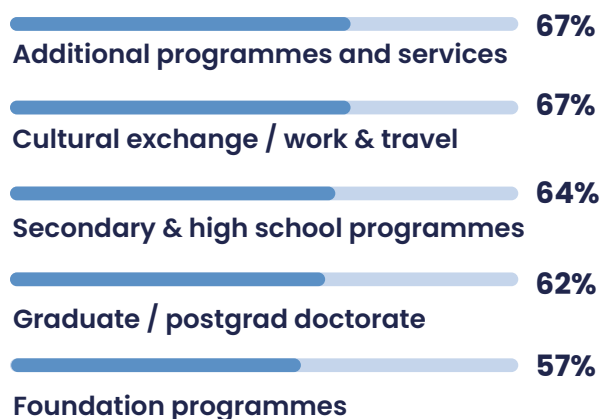 67%
Additional programmes and services
67%
Cultural exchange / work & travel
64%
Secondary & high school programmes
62%
Graduate / postgrad doctorate
57%
Foundation programmes